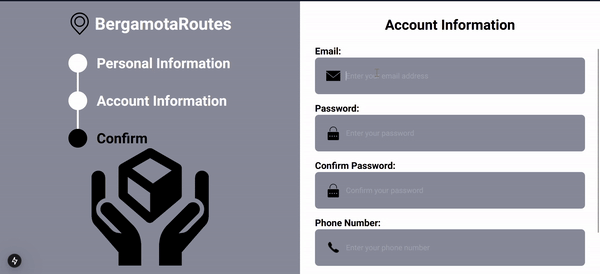 BergamotaRoutes
Personal Information
Account Information
Confirm
Account Information
Email:
Enter your email address
Password:
Enter your password
Confirm Password:
Confirm your password
Phone Number:
Enter your phone number